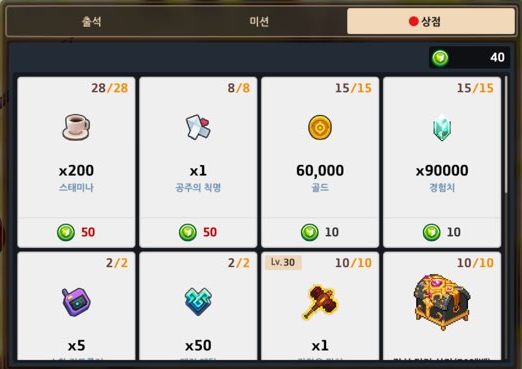 출석 미션 상점
40
28/28 8/8 15/15 15/15
x200 x1 60,000 x90000
스태미나 공주의 칙명 골드 경험치
50 50 10 10
2/2 2/2 Lv.30 10/10 10/10
x5 x50 x1